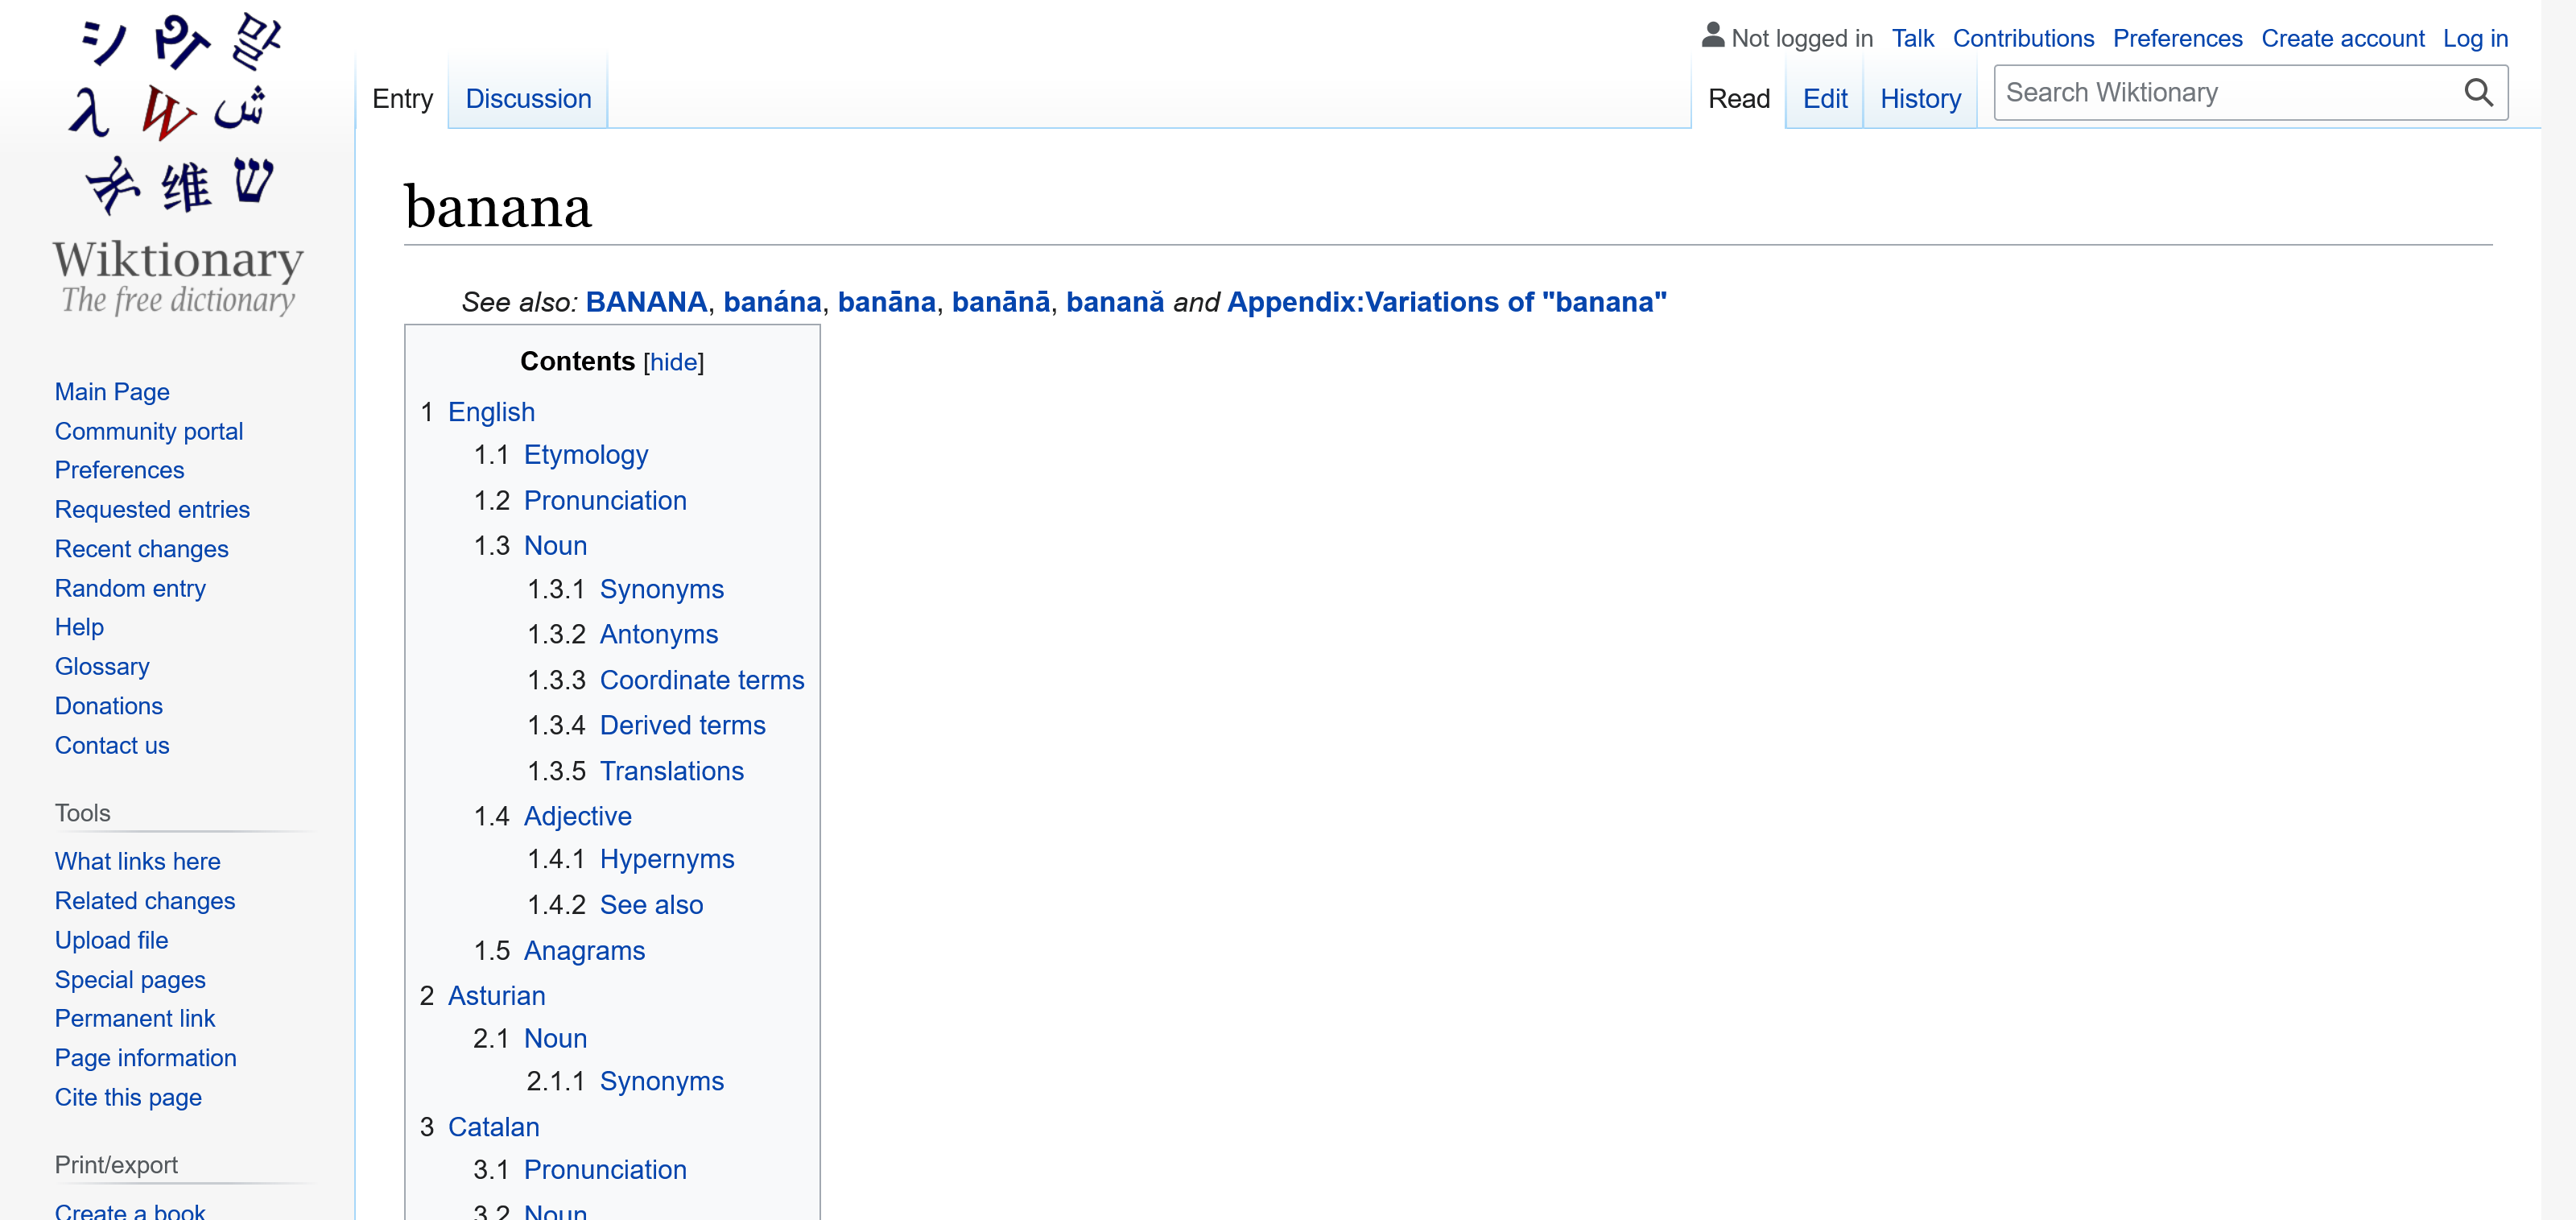 シ  말
λ W ش
维 ש
Wiktionary
The free dictionary
Not logged in Talk Contributions Preferences Create account Log in
Entry Discussion Read Edit History Search Wiktionary
banana
See also: BANANA, banána, banāna, banānā, banană and Appendix:Variations of "banana"
Contents [hide]
1 English
1.1 Etymology
1.2 Pronunciation
1.3 Noun
1.3.1 Synonyms
1.3.2 Antonyms
1.3.3 Coordinate terms
1.3.4 Derived terms
1.3.5 Translations
1.4 Adjective
1.4.1 Hypernyms
1.4.2 See also
1.5 Anagrams
2 Asturian
2.1 Noun
2.1.1 Synonyms
3 Catalan
3.1 Pronunciation
3.2 Noun
Main Page
Community portal
Preferences
Requested entries
Recent changes
Random entry
Help
Glossary
Donations
Contact us
Tools
What links here
Related changes
Upload file
Special pages
Permanent link
Page information
Cite this page
Print/export
Create a book